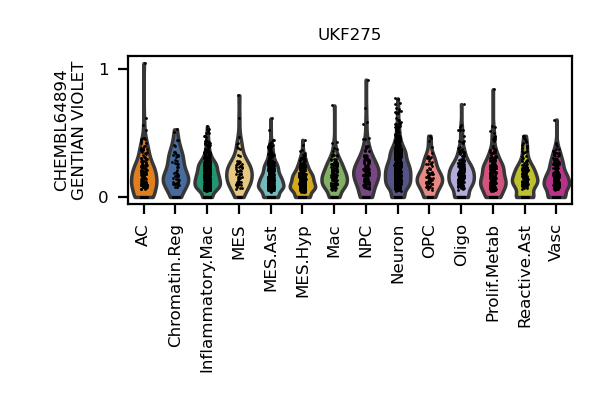 UKF275
CHEMBL64894
GENTIAN VIOLET
1
0
AC
Chromatin.Reg
Inflammatory.Mac
MES
MES.Ast
MES.Hyp
Mac
NPC
Neuron
OPC
Oligo
Prolif.Metab
Reactive.Ast
Vasc